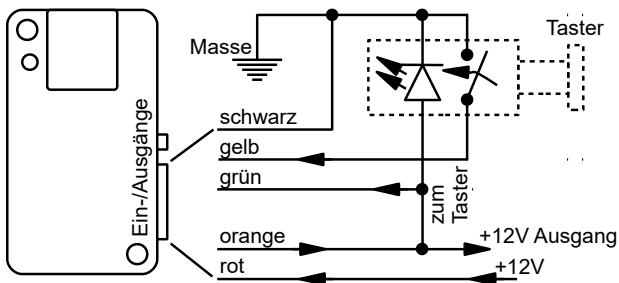 Taster
Masse
schwarz
gelb
grün
zum
Taster
Ein-/Ausgänge
orange
+12V Ausgang
rot
+12V